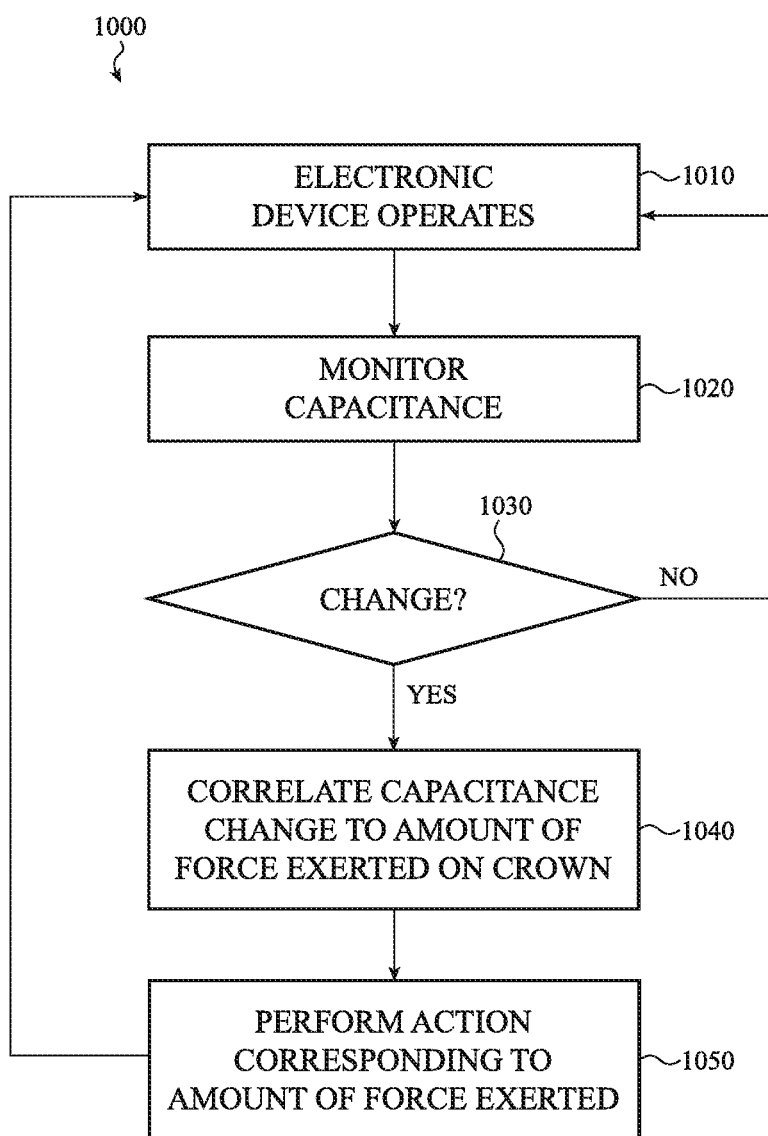 1000
ELECTRONIC
DEVICE OPERATES
1010
MONITOR
CAPACITANCE
1020
1030
CHANGE?
NO
YES
CORRELATE CAPACITANCE
CHANGE TO AMOUNT OF
FORCE EXERTED ON CROWN
1040
PERFORM ACTION
CORRESPONDING TO
AMOUNT OF FORCE EXERTED
1050